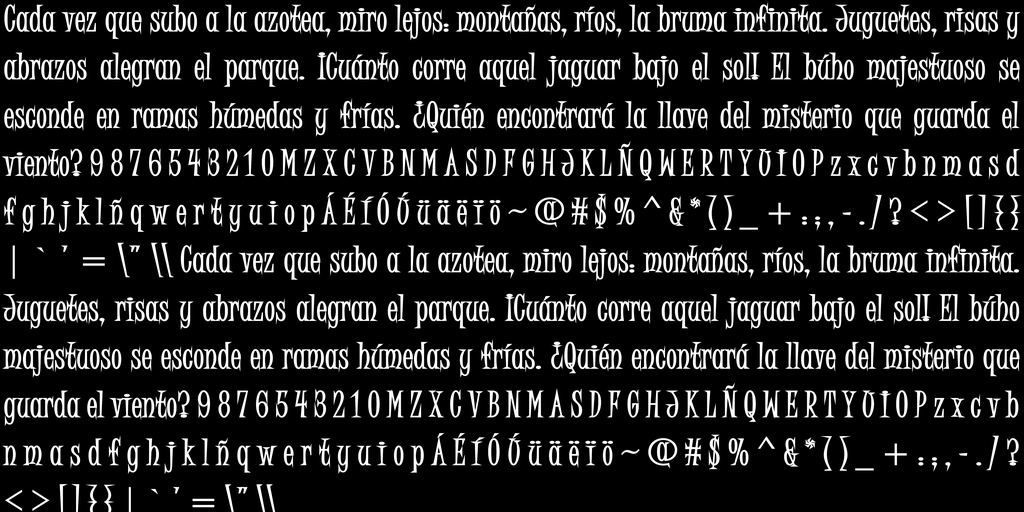 Cada vez que subo a la azotea, miro lejos: montañas, ríos, la bruma infinita. Juguetes, risas y
abrazos alegran el parque. ¡Cuánto corre aquel jaguar bajo el sol! El búho majestuoso se
esconde en ramas húmedas y frías. ¿Quién encontrará la llave del misterio que guarda el
viento? 9 8 7 6 5 4 3 2 1 0 M Z X C V B N M A S D F G H J K L Ñ Q W E R T Y U I O P z x c v b n m a s d
f g h j k l ñ q w e r t y u i o p Á É Í Ó Ú ü ä ë ï ö ~ @ # $ % ^ & * ( ) _ + : ; , - . / ? < > [ ] { }
| ` ' = \ " \\ Cada vez que subo a la azotea, miro lejos: montañas, ríos, la bruma infinita.
Juguetes, risas y abrazos alegran el parque. ¡Cuánto corre aquel jaguar bajo el sol! El búho
majestuoso se esconde en ramas húmedas y frías. ¿Quién encontrará la llave del misterio que
guarda el viento? 9 8 7 6 5 4 3 2 1 0 M Z X C V B N M A S D F G H J K L Ñ Q W E R T Y U I O P z x c v b
n m a s d f g h j k l ñ q w e r t y u i o p Á É Í Ó Ú ü ä ë ï ö ~ @ # $ % ^ & * ( ) _ + : ; , - . / ?
< > [ ] { } | ` ' = \ " \\